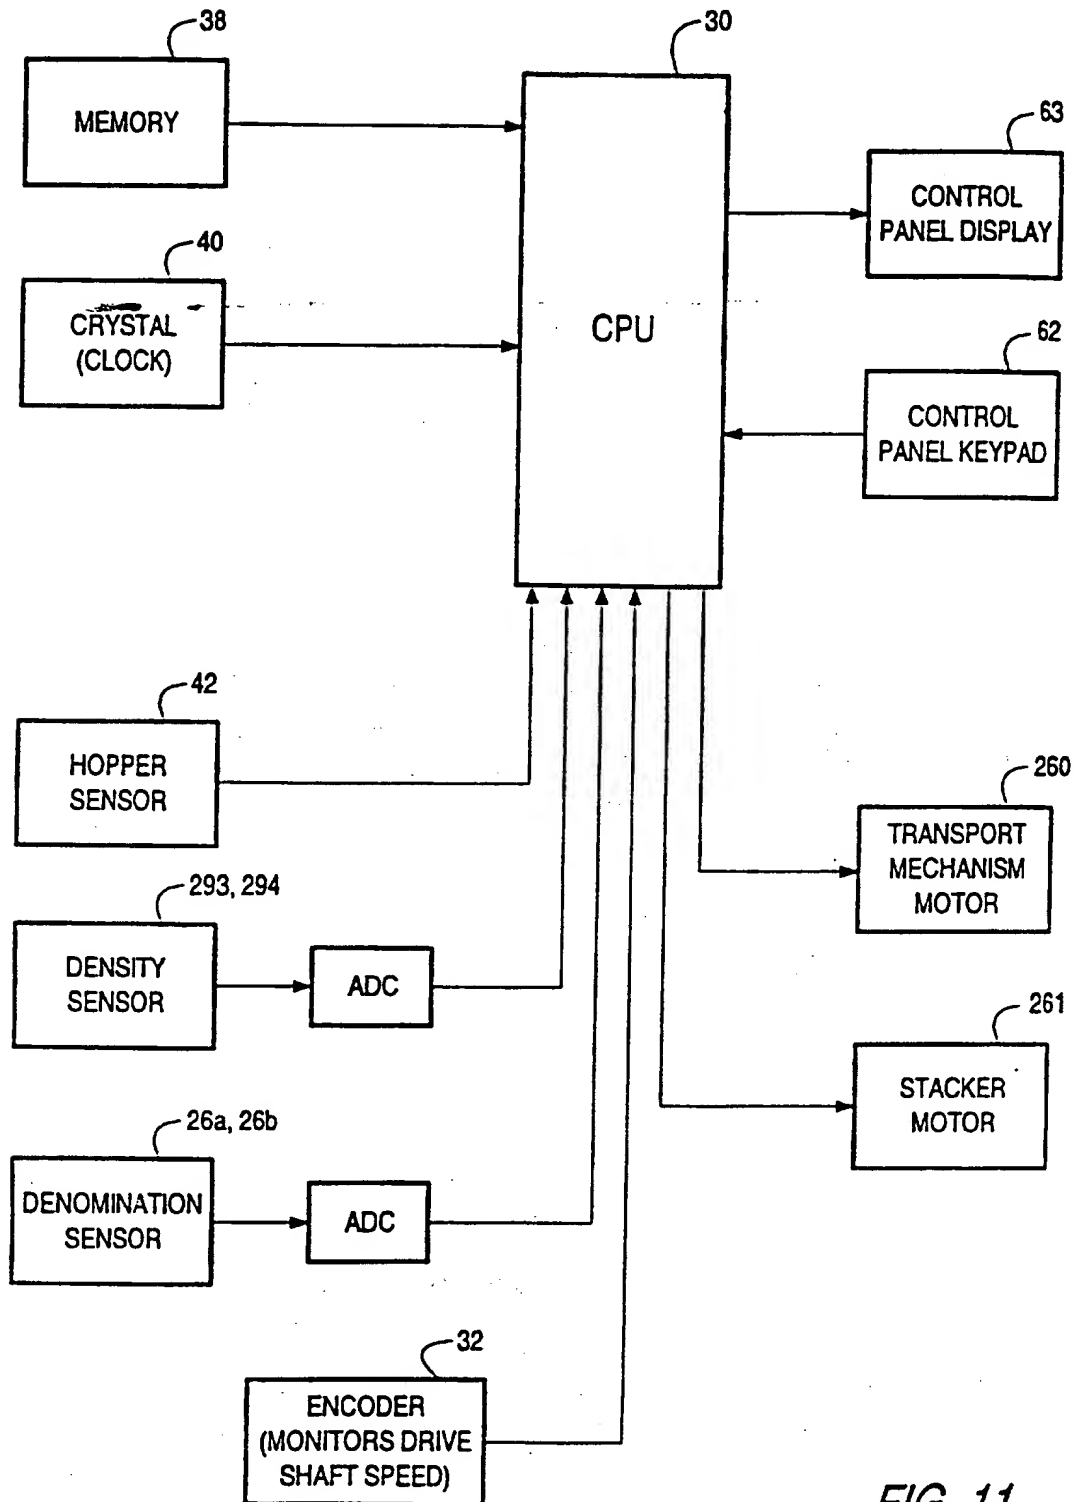 38
MEMORY
30
CPU
63
CONTROL
PANEL DISPLAY
40
CRYSTAL
(CLOCK)
62
CONTROL
PANEL KEYPAD
42
HOPPER
SENSOR
260
TRANSPORT
MECHANISM
MOTOR
293, 294
DENSITY
SENSOR
ADC
261
STACKER
MOTOR
26a, 26b
DENOMINATION
SENSOR
ADC
32
ENCODER
(MONITORS DRIVE
SHAFT SPEED)
FIG. 11